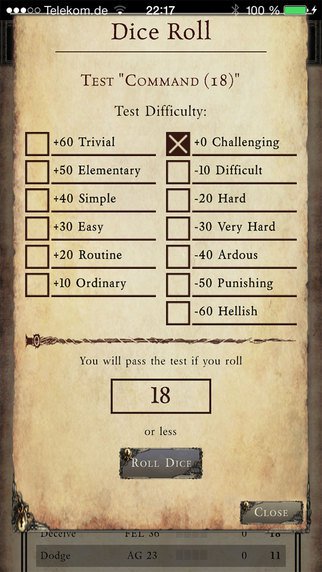 Telekom.de 22:17 100 %
Dice Roll
Test "Command (18)"
Test Difficulty:
+60 Trivial
+50 Elementary
+40 Simple
+30 Easy
+20 Routine
+10 Ordinary
+0 Challenging
-10 Difficult
-20 Hard
-30 Very Hard
-40 Ardous
-50 Punishing
-60 Hellish
You will pass the test if you roll
18
or less
Roll Dice
Close
Deceive FEL 36 0 18
Dodge AG 23 0 11